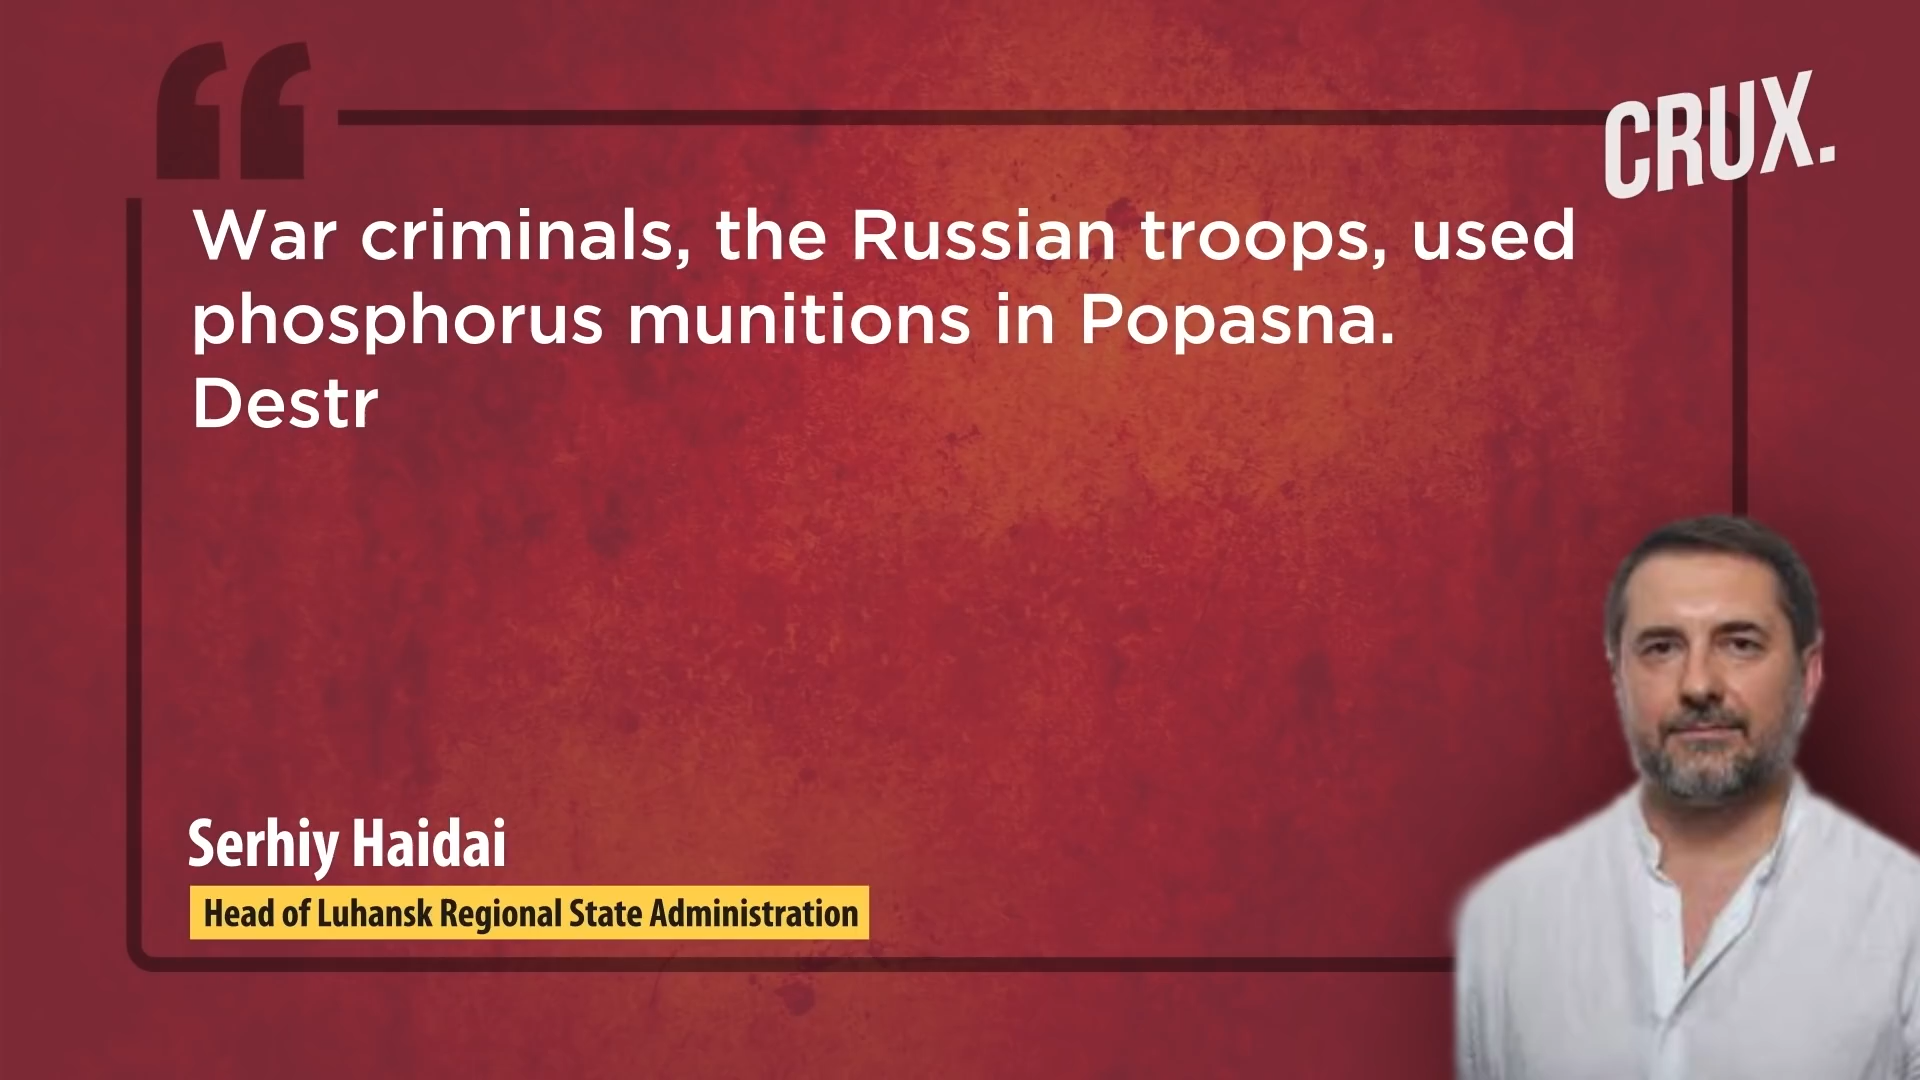 CRUX.
War criminals, the Russian troops, used
phosphorus munitions in Popasna.
Destr
Serhiy Haidai
Head of Luhansk Regional State Administration